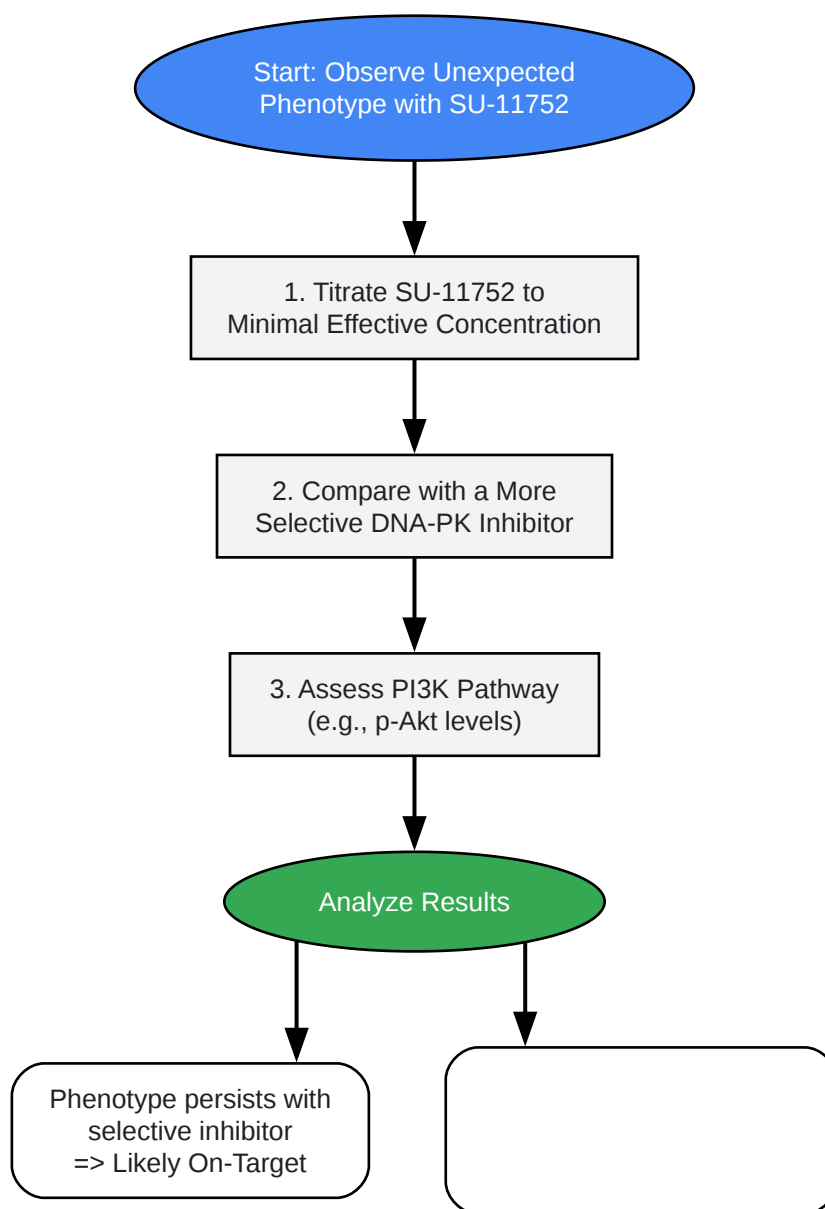 Start: Observe Unexpected
Phenotype with SU-11752
1. Titrate SU-11752 to
Minimal Effective Concentration
2. Compare with a More
Selective DNA-PK Inhibitor
3. Assess PI3K Pathway
(e.g., p-Akt levels)
Analyze Results
Phenotype persists with
selective inhibitor
=> Likely On-Target